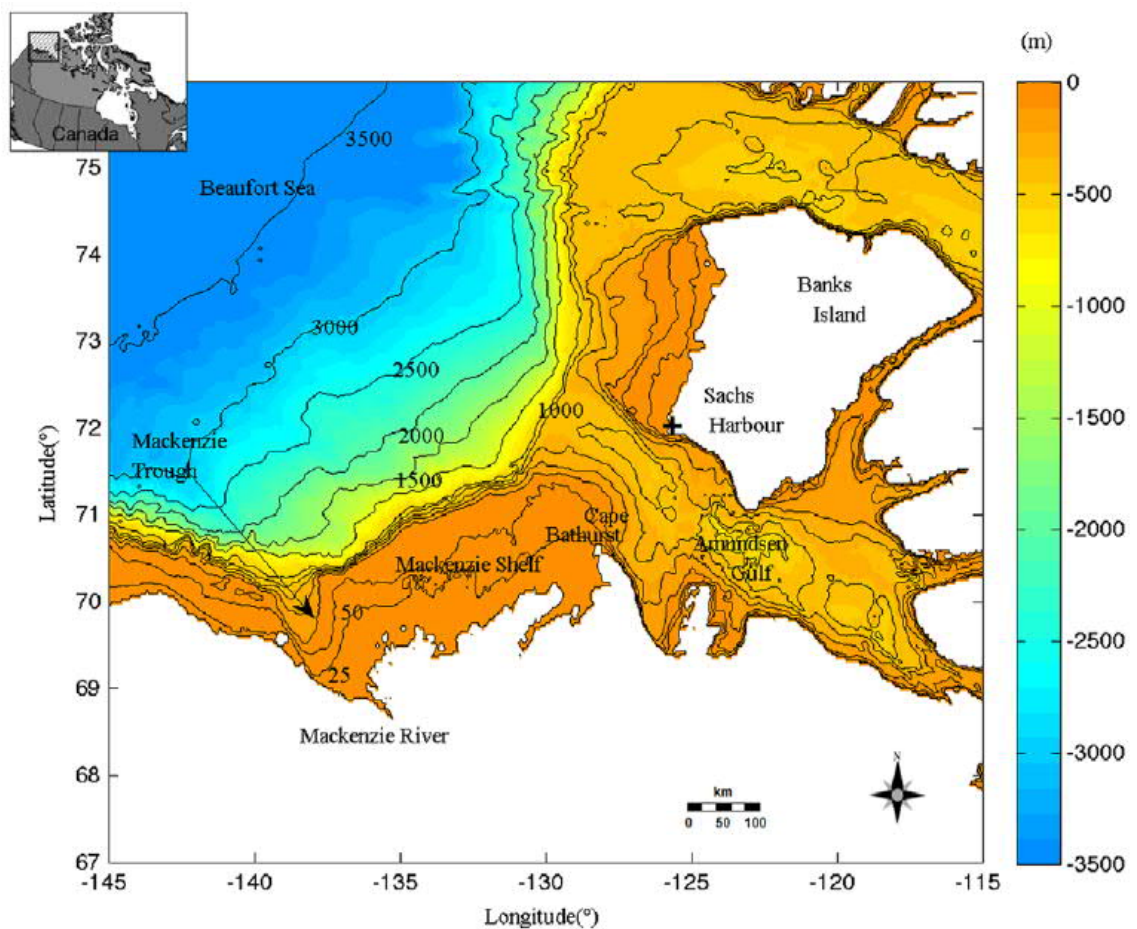 (m)
Canada
0
-500
-1000
-1500
-2000
-2500
-3000
-3500
75
74
73
72
71
70
69
68
67
Latitude(°)
3500
Beaufort Sea
3000
2500
2000
1500
1000
Mackenzie
Trough
Banks
Island
Sachs
Harbour
Cape
Bathurst
Amundsen
Gulf
Mackenzie Shelf
50
25
Mackenzie River
N
km
0 50 100
-145 -140 -135 -130 -125 -120 -115
Longitude(°)